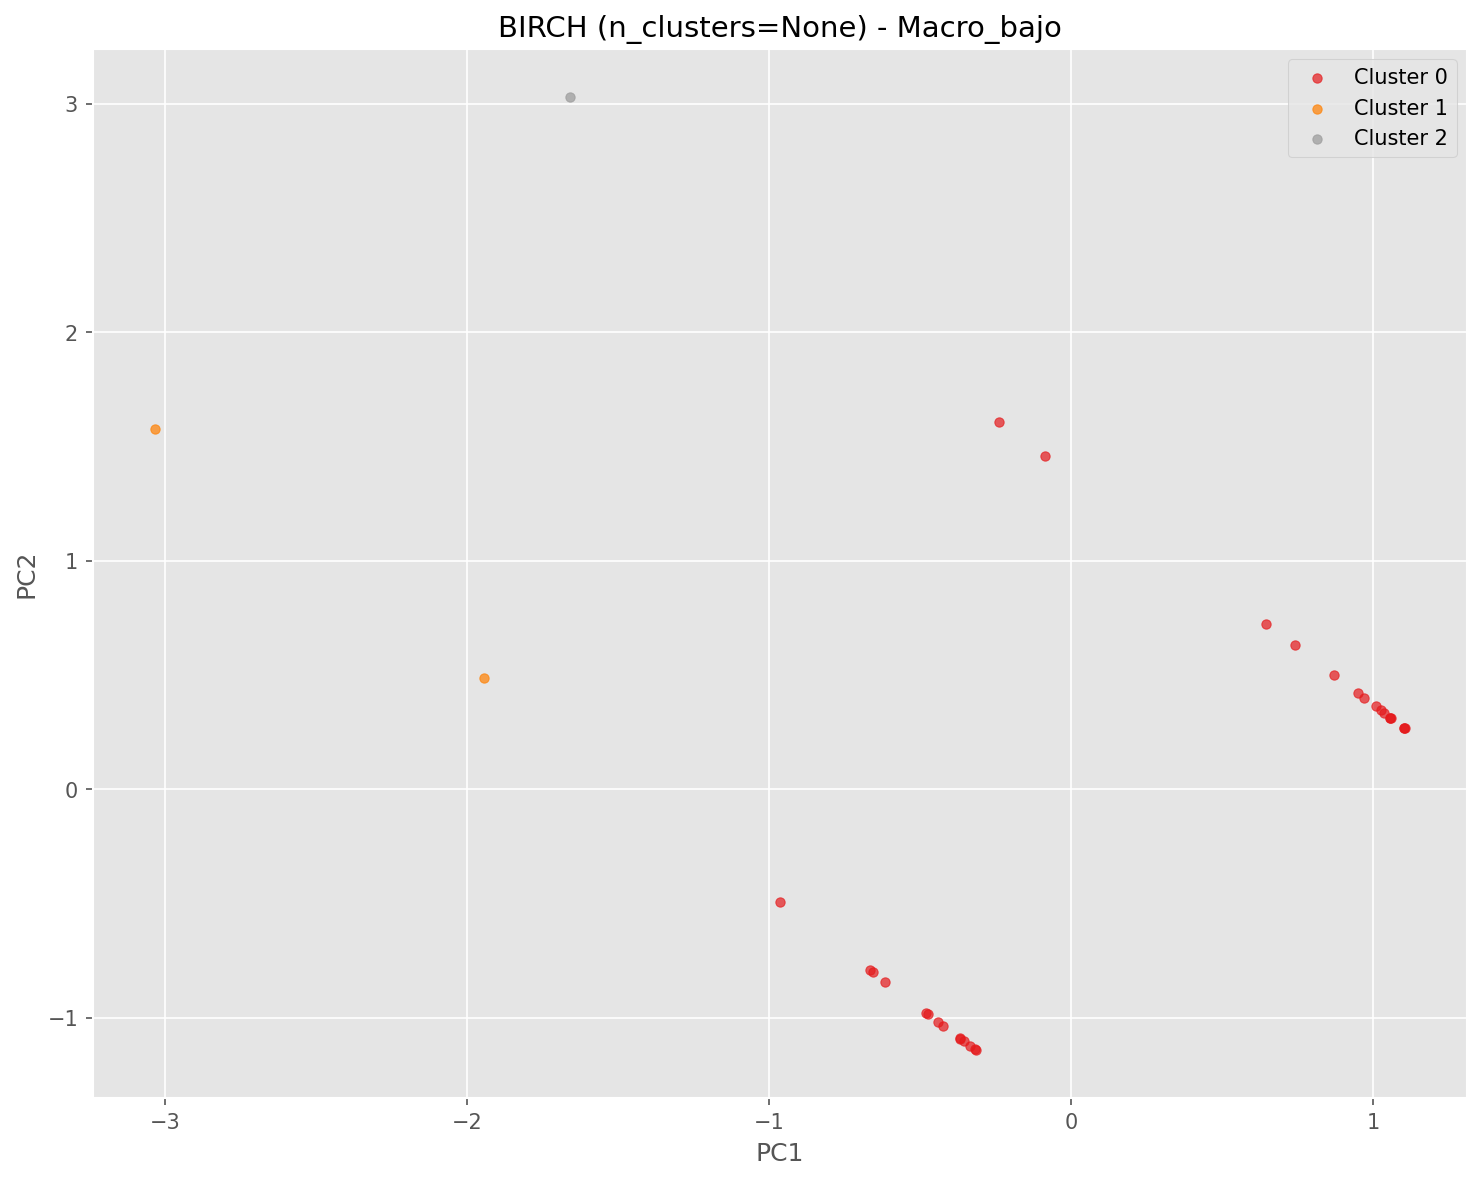 BIRCH (n_clusters=None) - Macro_bajo
Cluster 0
Cluster 1
Cluster 2
3
2
1
0
−1
PC2
−3
−2
−1
0
1
PC1